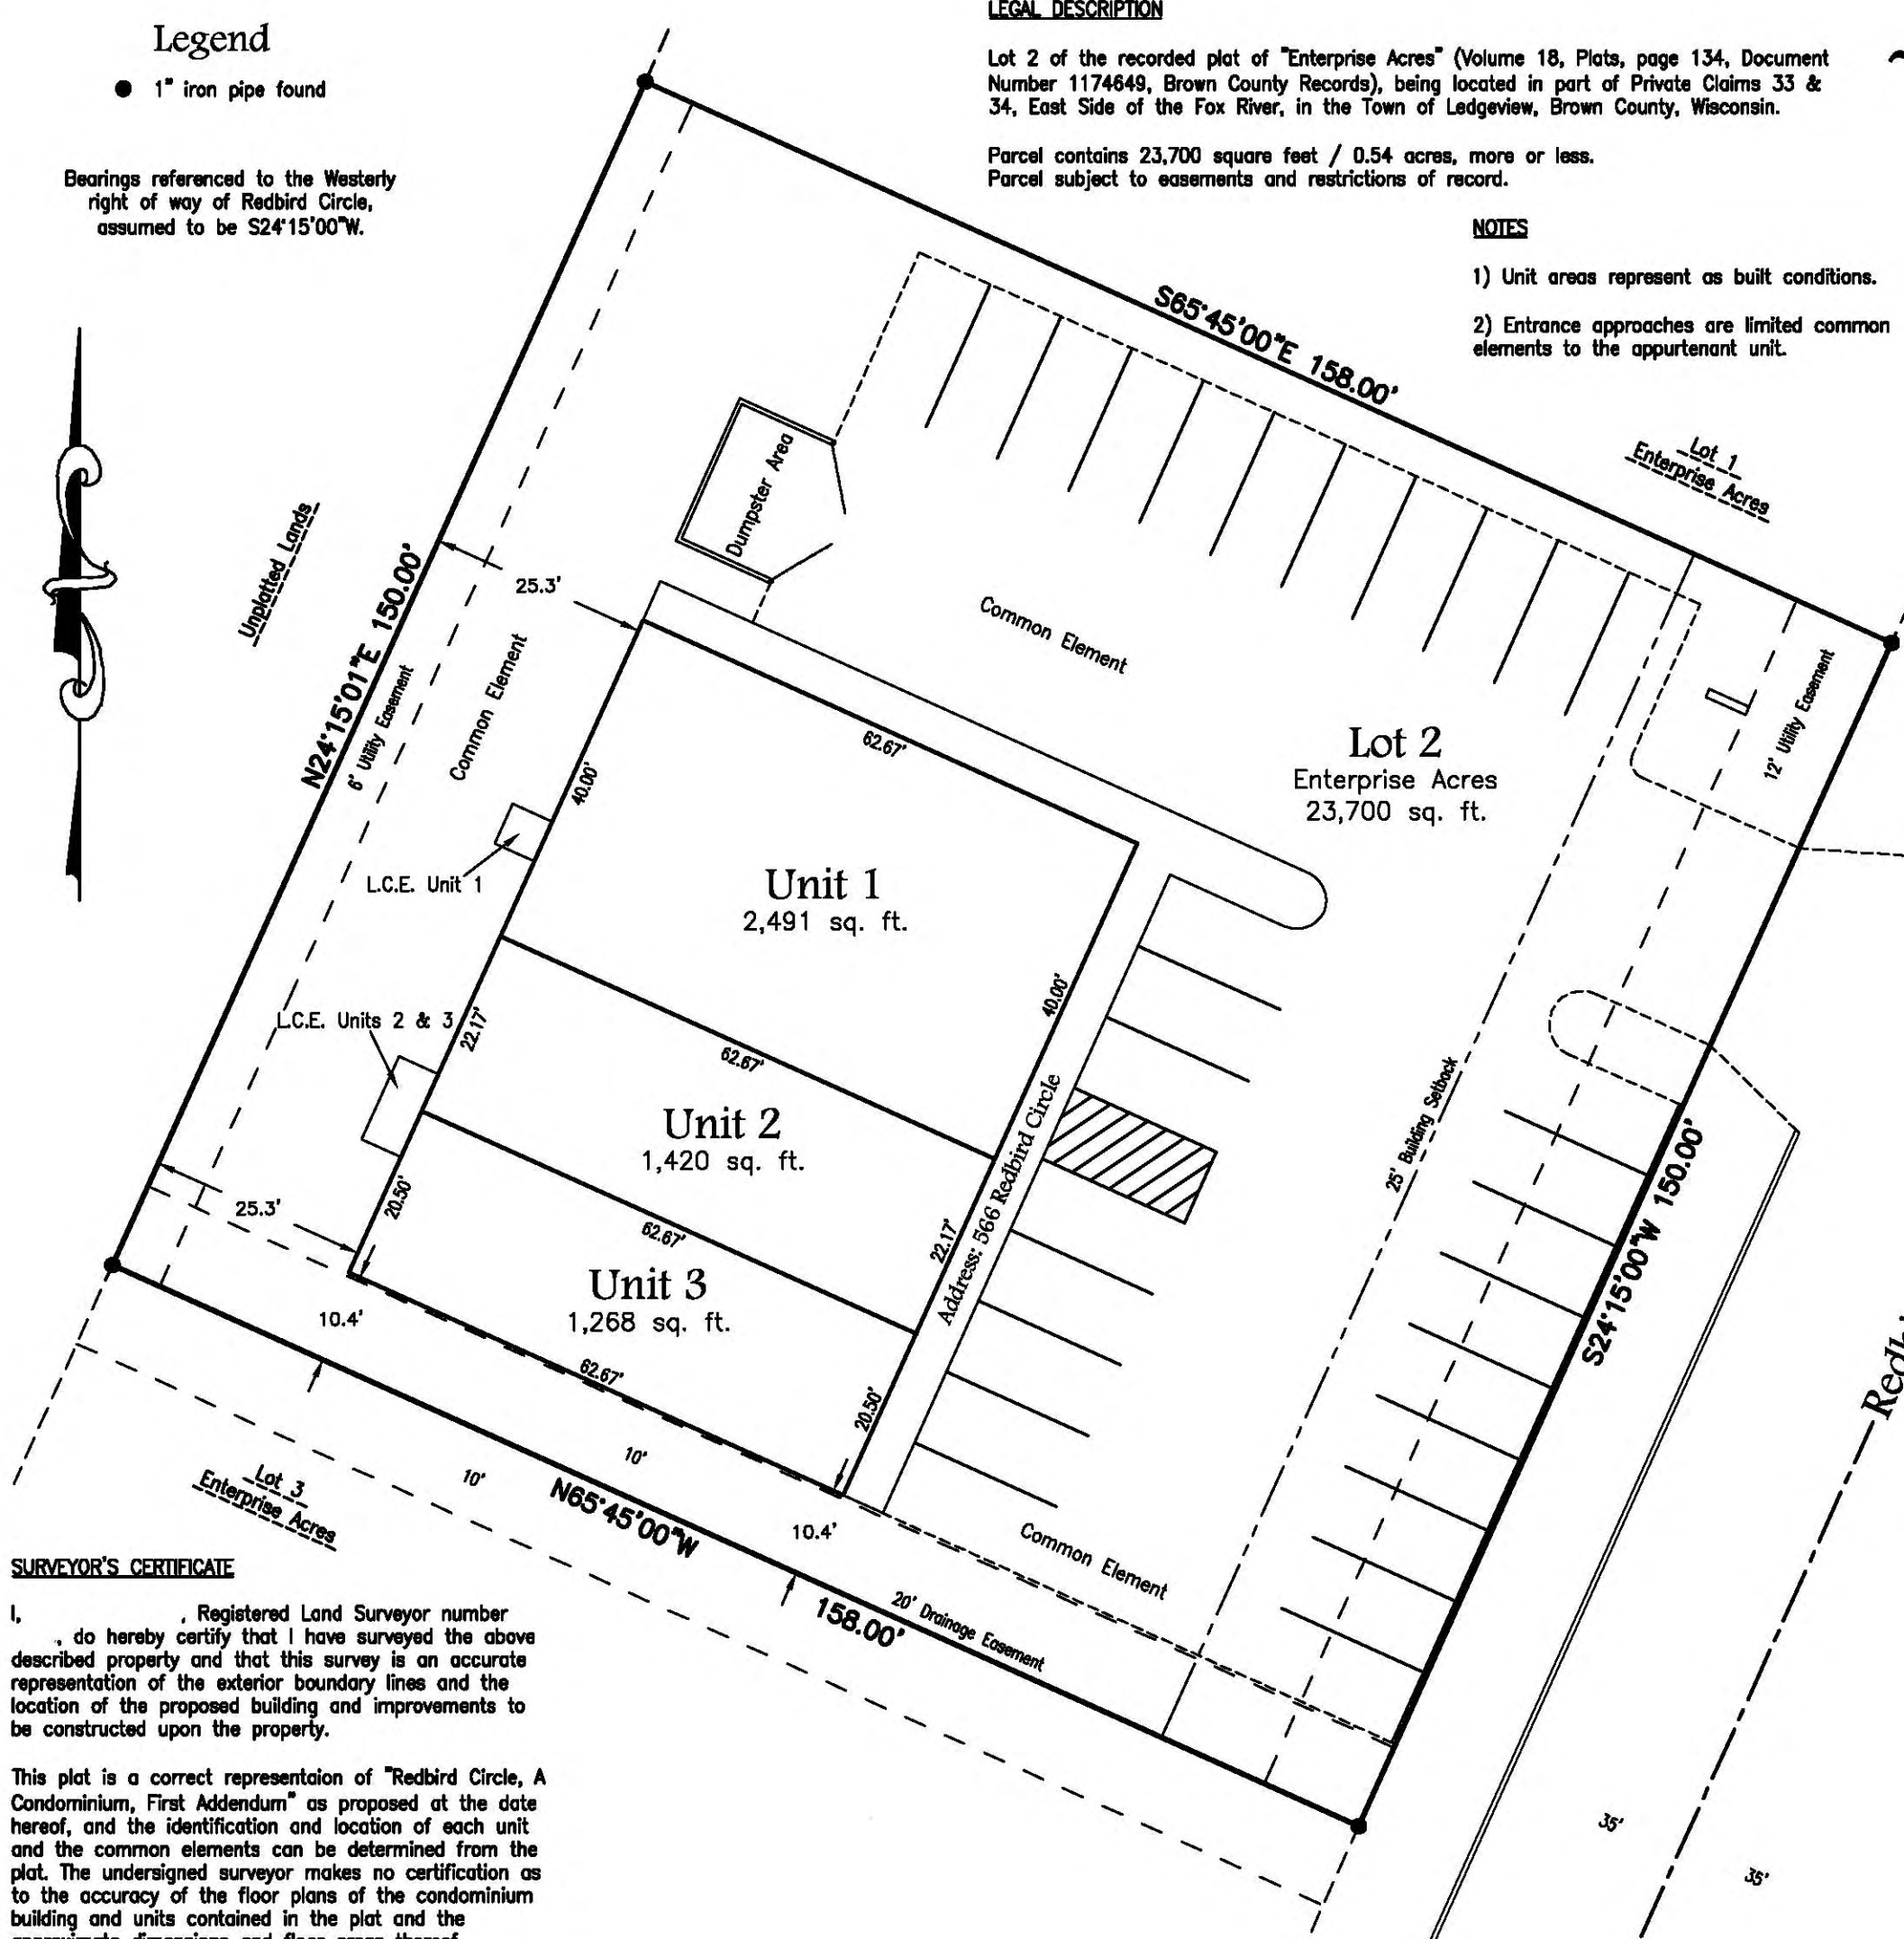 Legend
1" iron pipe found
Bearings referenced to the Westerly
right of way of Redbird Circle,
assumed to be S24°15'00"W.
LEGAL DESCRIPTION
Lot 2 of the recorded plat of "Enterprise Acres" (Volume 18, Plats, page 134, Document
Number 1174649, Brown County Records), being located in part of Private Claims 33 &
34, East Side of the Fox River, in the Town of Ledgeview, Brown County, Wisconsin.
Parcel contains 23,700 square feet / 0.54 acres, more or less.
Parcel subject to easements and restrictions of record.
NOTES
1) Unit areas represent as built conditions.
2) Entrance approaches are limited common
elements to the appurtenant unit.
S65°45'00"E 158.00'
Lot 1
Enterprise Acres
Dumpster Area
Unplatted Lands
N24°15'01"E 150.00'
25.3'
6' Utility Easement
Common Element
Common Element
12' Utility Easement
Lot 2
Enterprise Acres
23,700 sq. ft.
62.67'
40.00'
L.C.E. Unit 1
Unit 1
2,491 sq. ft.
40.00'
L.C.E. Units 2 & 3
22.17'
62.67'
Unit 2
1,420 sq. ft.
22.17'
Address: 566 Redbird Circle
25' Building Setback
S24°15'00"W 150.00'
25.3'
20.50'
62.67'
Unit 3
1,268 sq. ft.
62.67'
20.50'
10.4'
10'
10'
10.4'
N65°45'00"W
158.00'
20' Drainage Easement
Common Element
Lot 3
Enterprise Acres
35'
35'
SURVEYOR'S CERTIFICATE
I, , Registered Land Surveyor number
, do hereby certify that I have surveyed the above
described property and that this survey is an accurate
representation of the exterior boundary lines and the
location of the proposed building and improvements to
be constructed upon the property.
This plat is a correct representaion of "Redbird Circle, A
Condominium, First Addendum" as proposed at the date
hereof, and the identification and location of each unit
and the common elements can be determined from the
plat. The undersigned surveyor makes no certification as
to the accuracy of the floor plans of the condominium
building and units contained in the plat and the